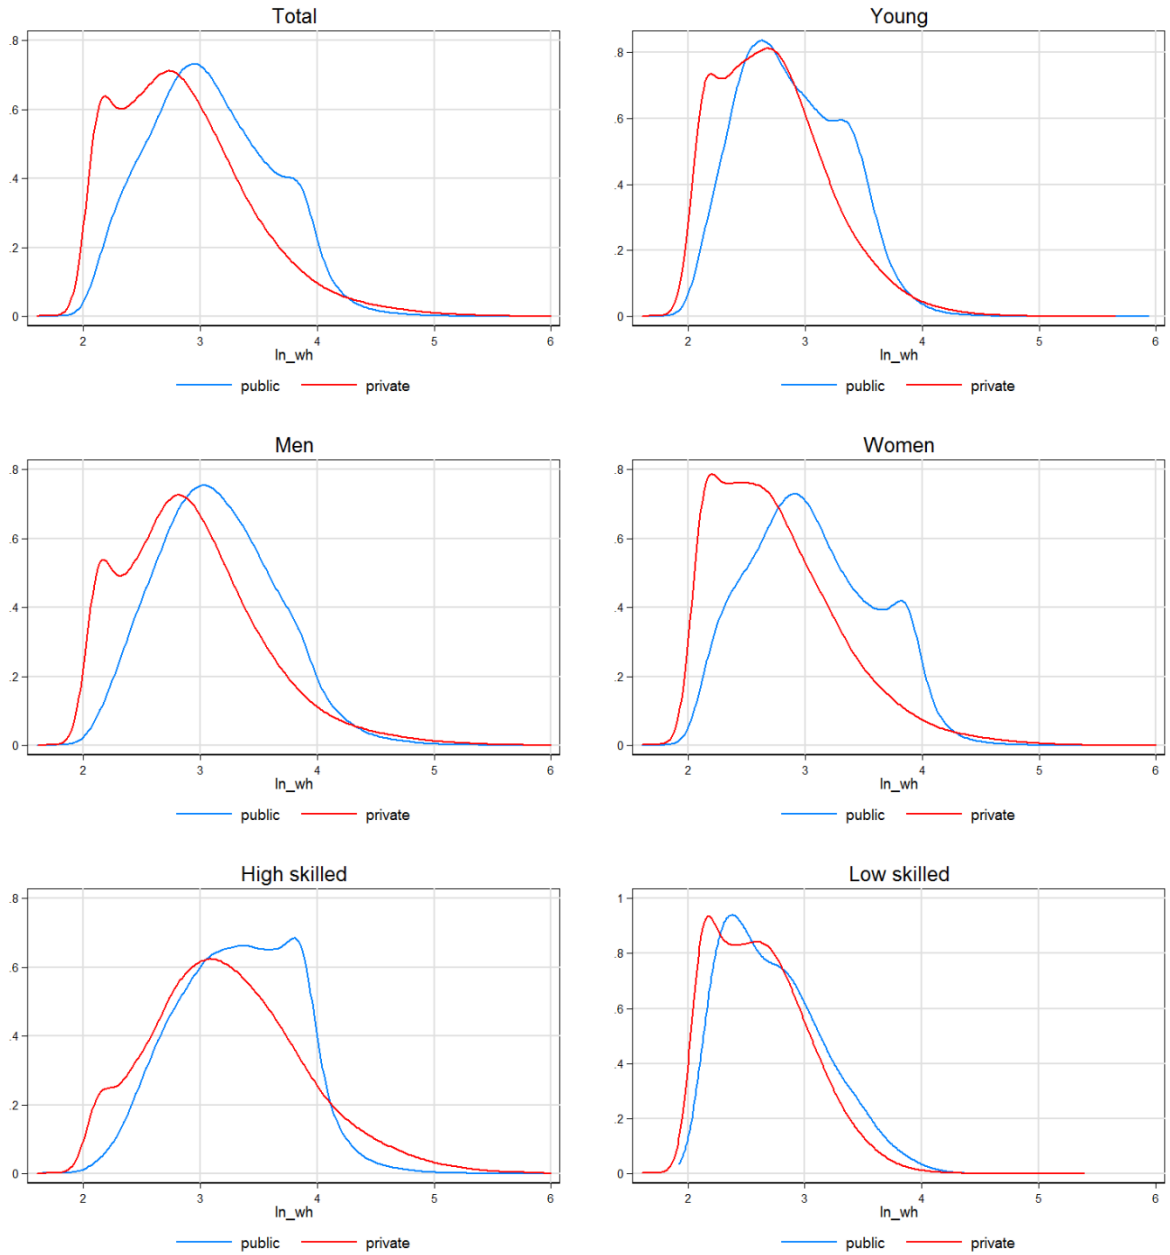 Total
.8
.6
.4
.2
0
2 3 4 5 6
ln_wh
public private
Young
.8
.6
.4
.2
0
2 3 4 5 6
ln_wh
public private
Men
.8
.6
.4
.2
0
2 3 4 5 6
ln_wh
public private
Women
.8
.6
.4
.2
0
2 3 4 5 6
ln_wh
public private
High skilled
.8
.6
.4
.2
0
2 3 4 5 6
ln_wh
public private
Low skilled
1
.8
.6
.4
.2
0
2 3 4 5 6
ln_wh
public private